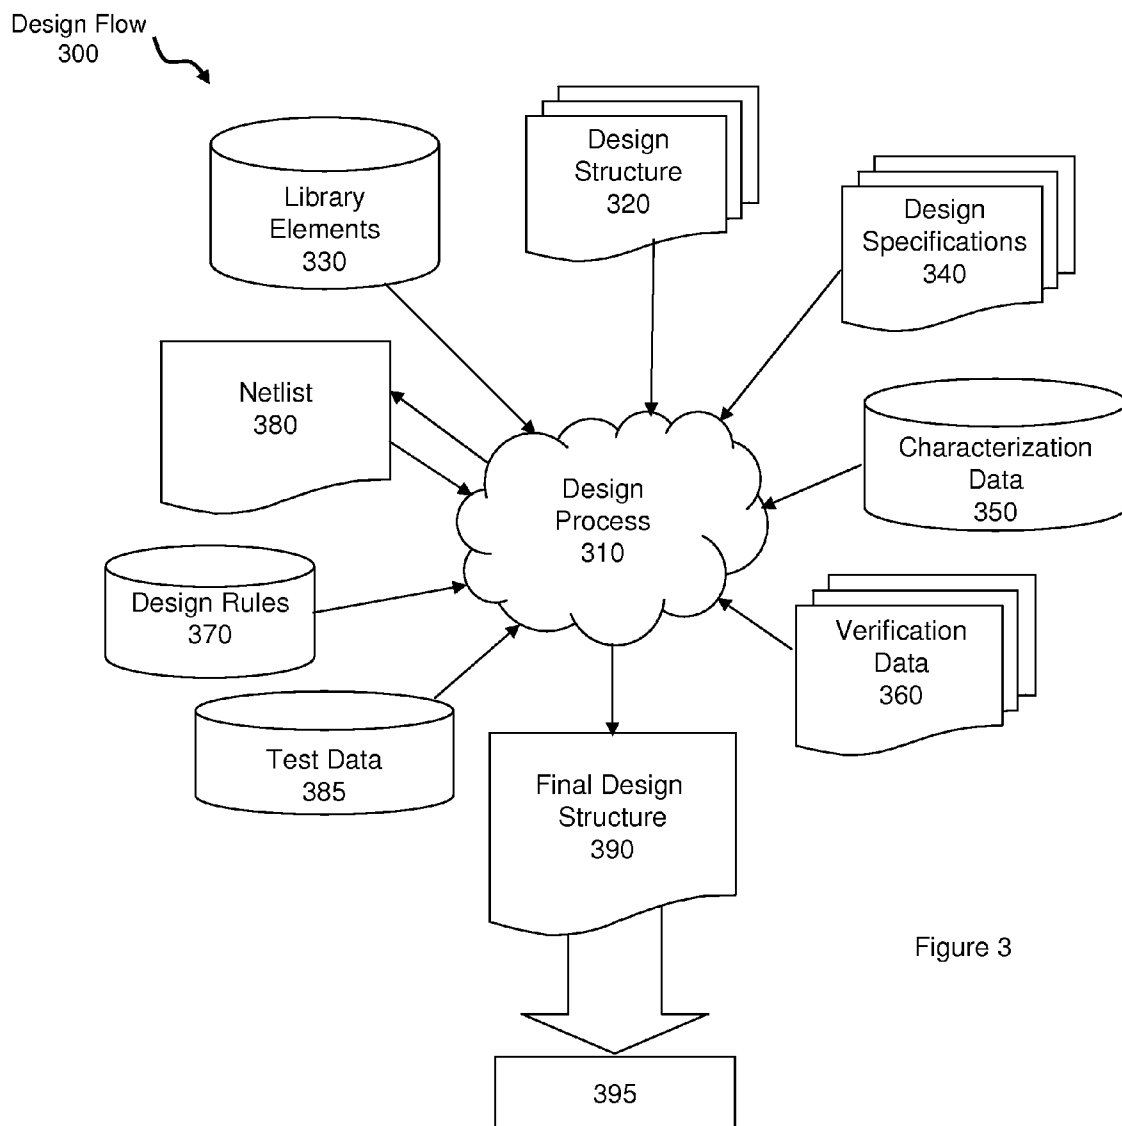 Design Flow
300
Design
Structure
320
Library
Elements
330
Design
Specifications
340
Netlist
380
Characterization
Data
350
Design
Process
310
Design Rules
370
Verification
Data
360
Test Data
385
Final Design
Structure
390
Figure 3
395